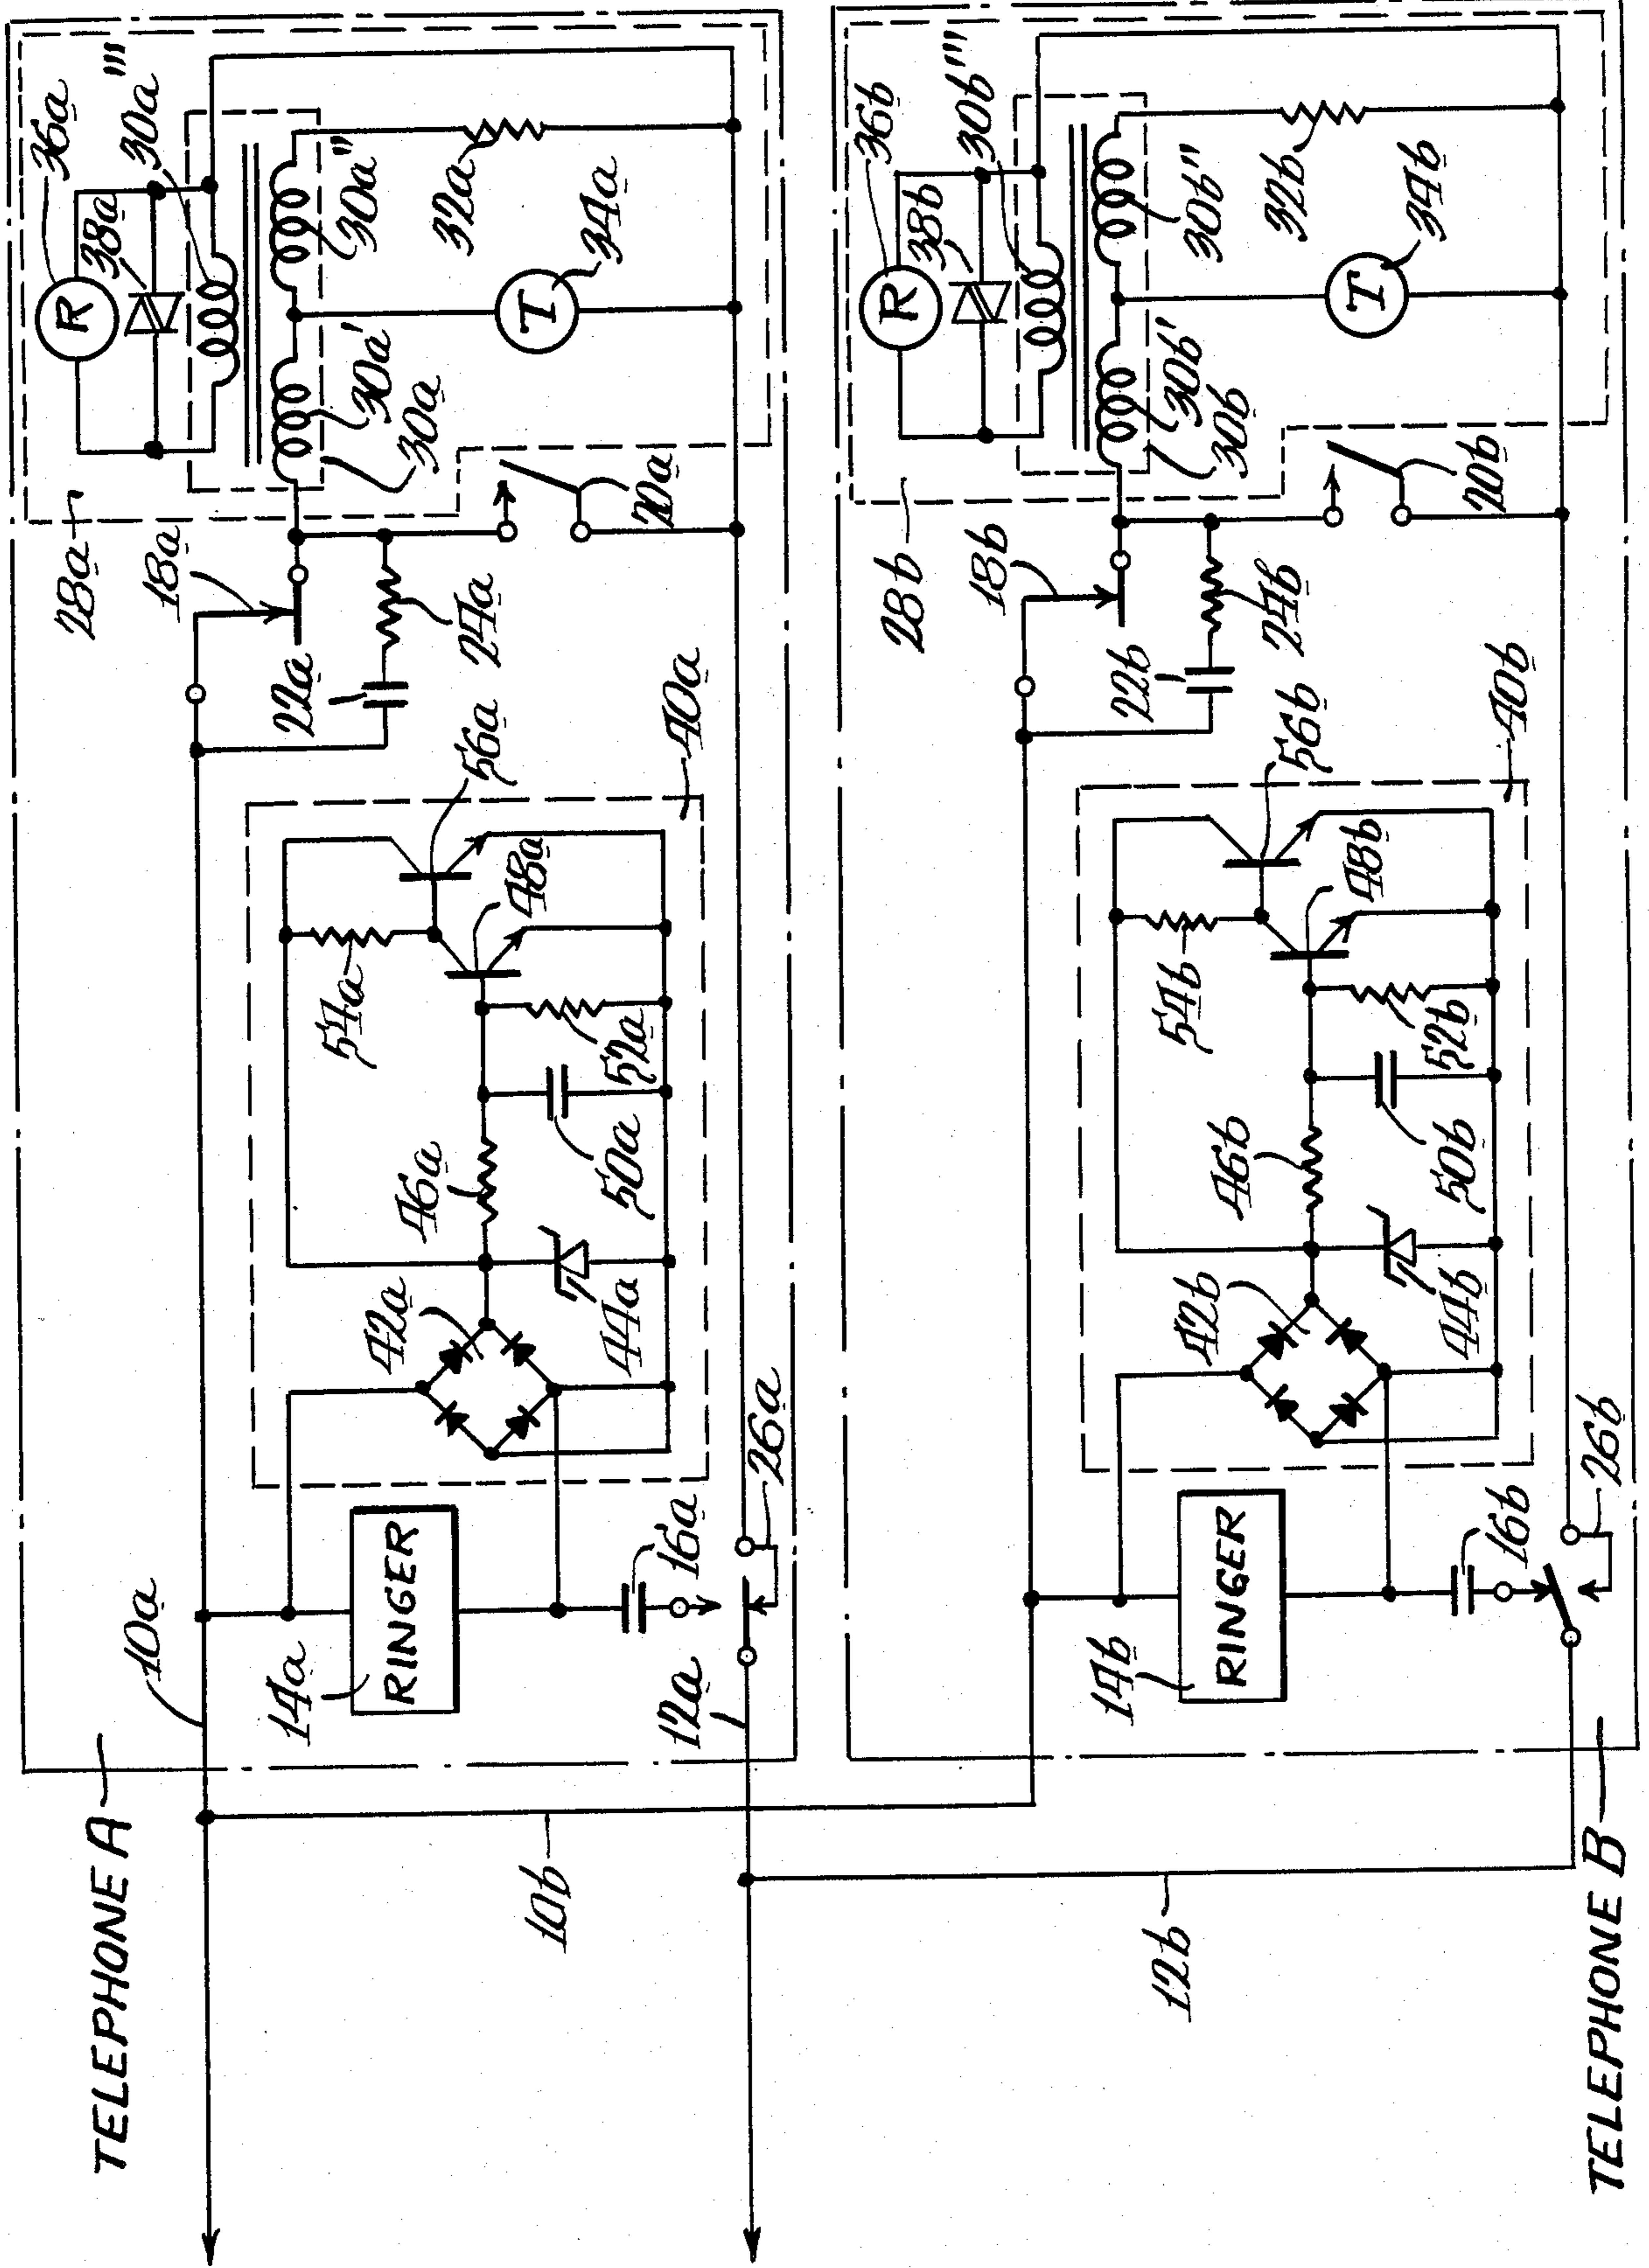 TELEPHONE A
10a
14a
RINGER
16a
12a
26a
42a
44a
46a
50a
52a
54a
48a
56a
40a
22a
24a
18a
20a
28a
30a
30a'
30a"
30a'''
32a
34a
T
36a
R
38a
TELEPHONE B
10b
12b
14b
RINGER
16b
26b
42b
44b
46b
50b
52b
54b
48b
56b
40b
22b
24b
18b
20b
28b
30b
30b'
30b"
30b'''
32b
34b
T
36b
R
38b